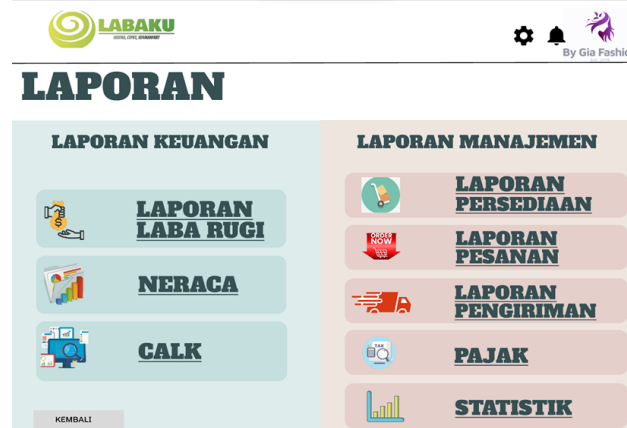 LABAKU
By Gia Fashio
LAPORAN
LAPORAN KEUANGAN
LAPORAN
LABA RUGI
NERACA
CALK
KEMBALI
LAPORAN MANAJEMEN
LAPORAN
PERSEDIAAN
ORDER
NOW
LAPORAN
PESANAN
LAPORAN
PENGIRIMAN
TAX
PAJAK
STATISTIK